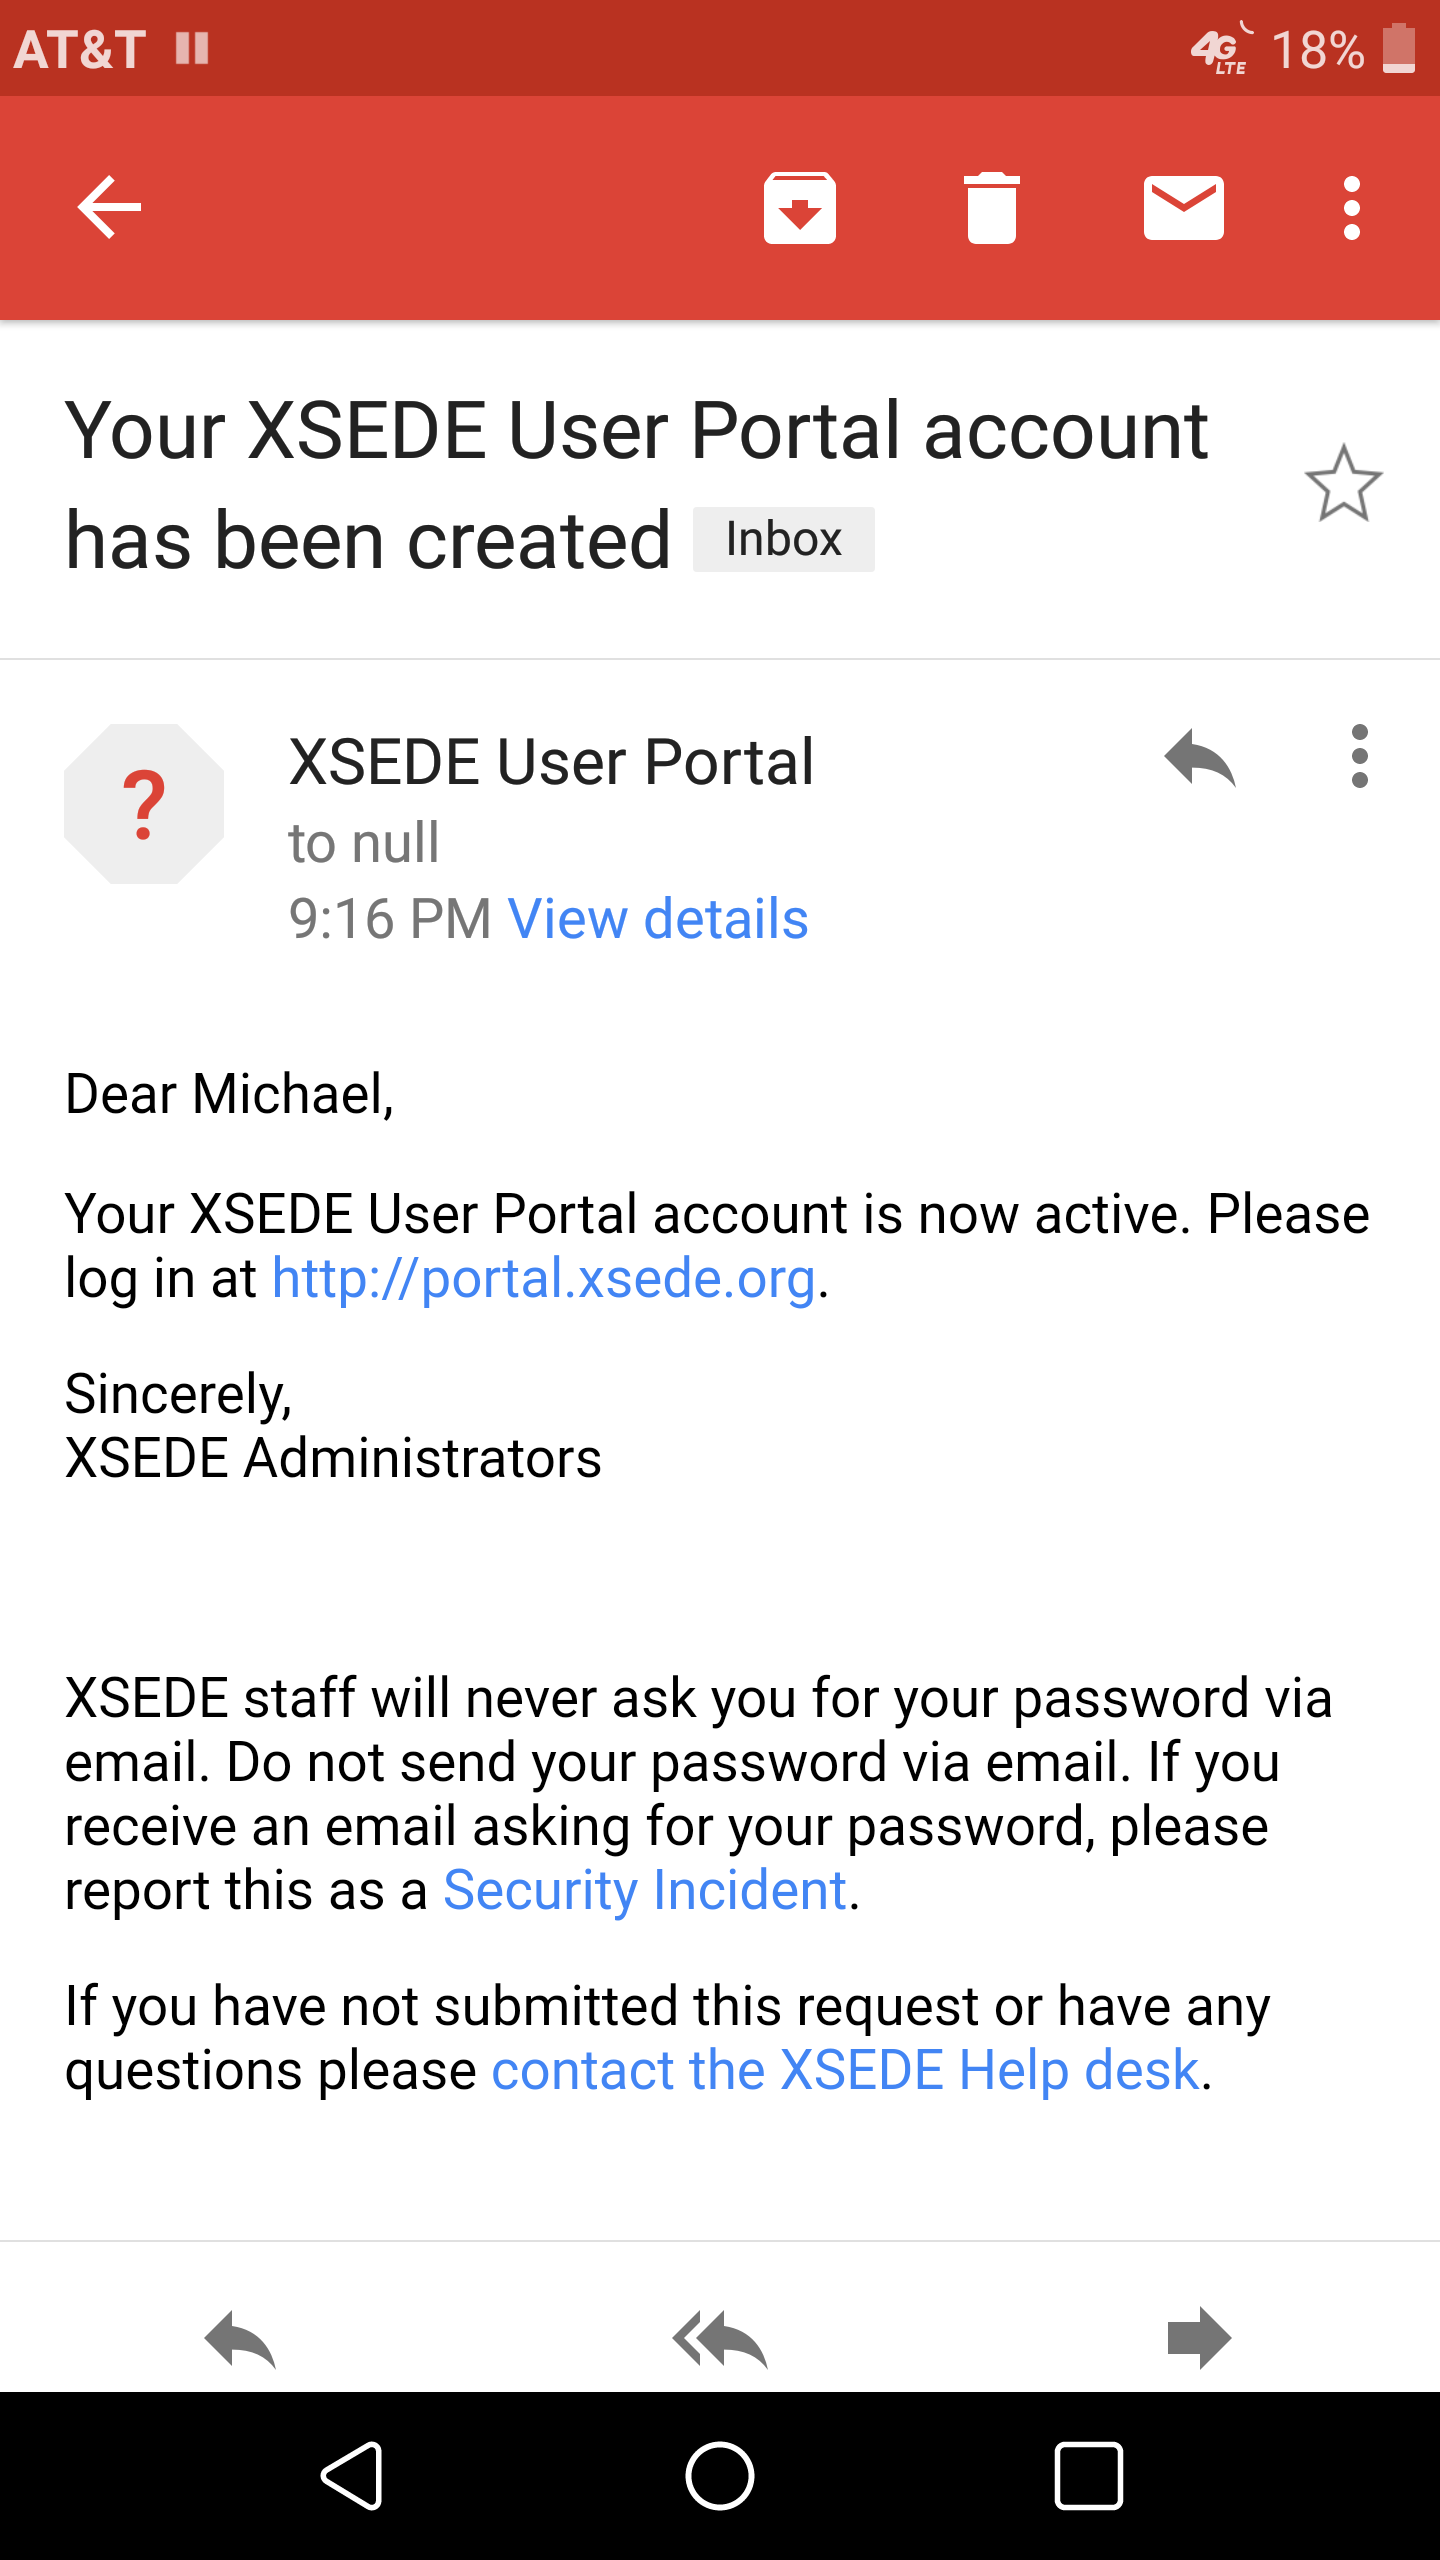 AT&T
4G LTE 18%
Your XSEDE User Portal account
has been created Inbox
?
XSEDE User Portal
to null
9:16 PM View details
Dear Michael,
Your XSEDE User Portal account is now active. Please
log in at http://portal.xsede.org.
Sincerely,
XSEDE Administrators
XSEDE staff will never ask you for your password via
email. Do not send your password via email. If you
receive an email asking for your password, please
report this as a Security Incident.
If you have not submitted this request or have any
questions please contact the XSEDE Help desk.